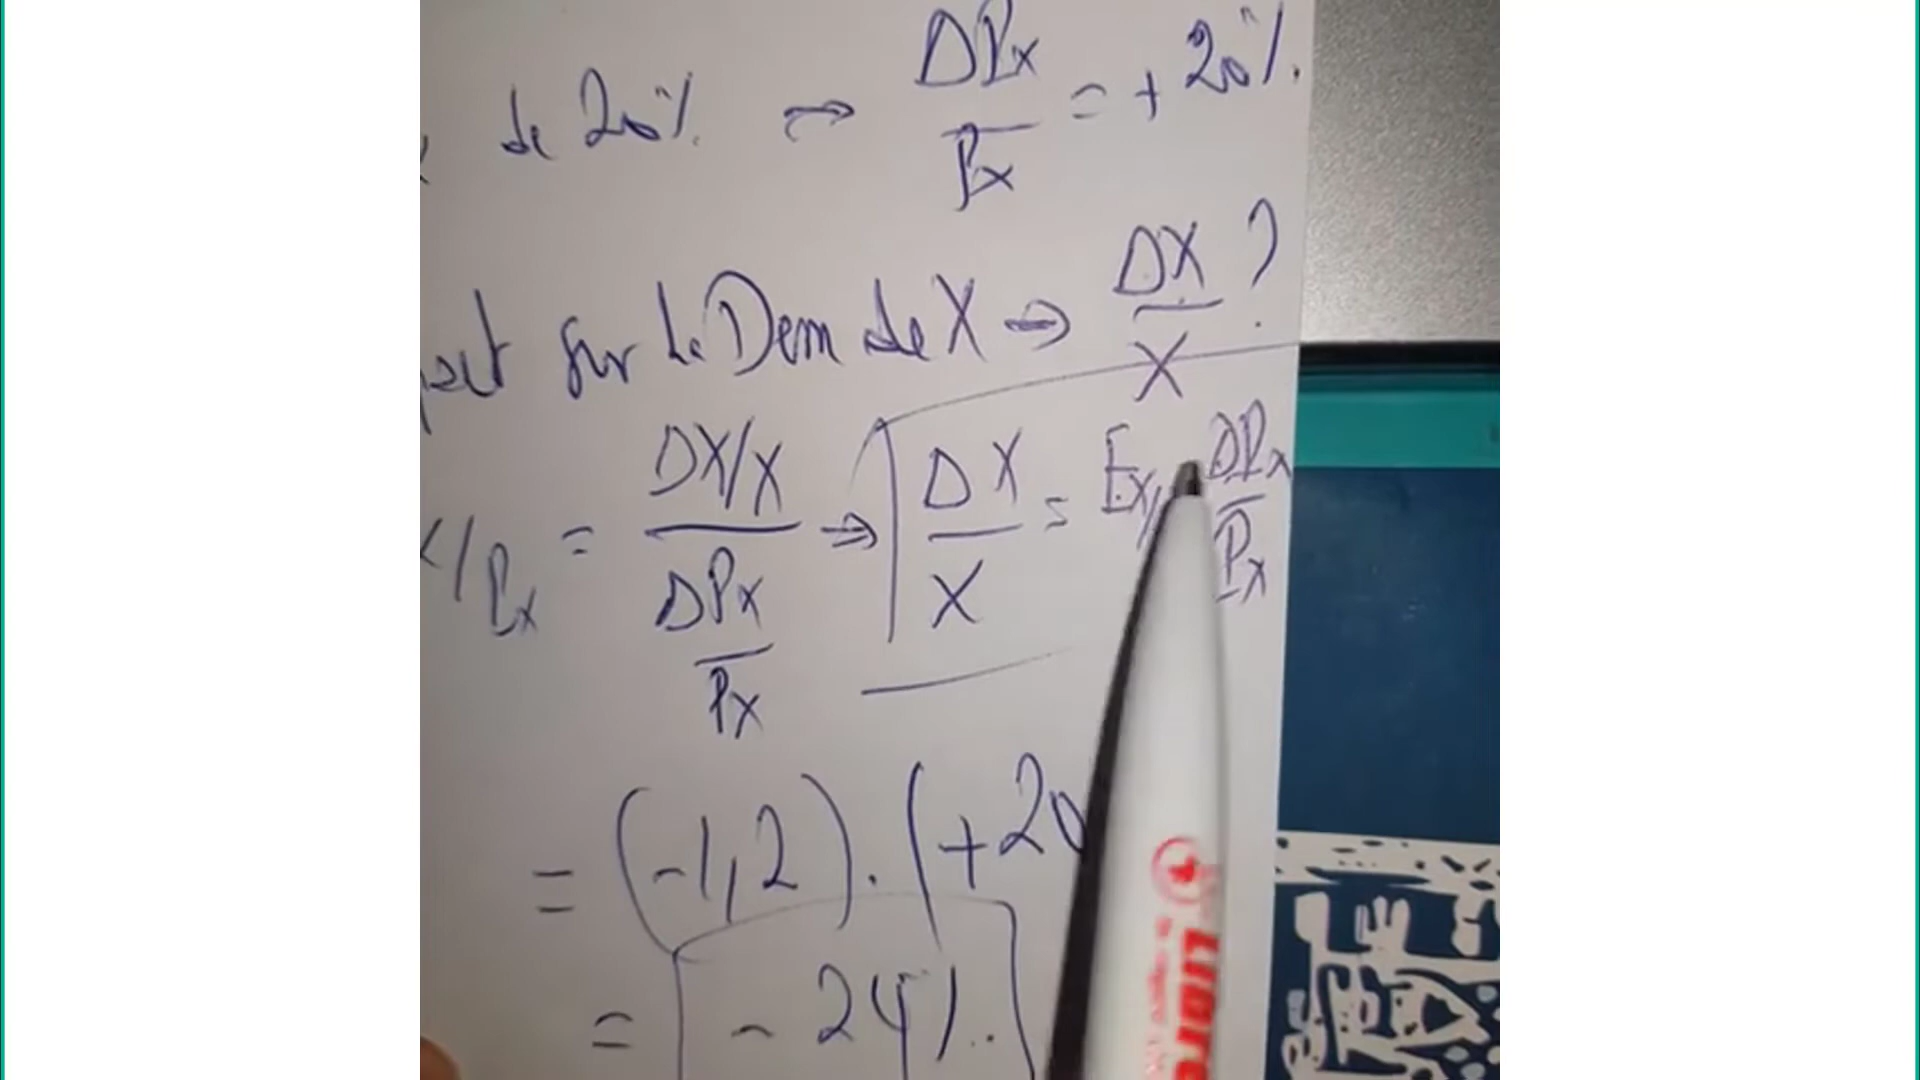 de 20% ⇒ ΔPx/Px = + 20%.
sur la Dem de X → ΔX/X ?
/Px = (ΔX/X)/(ΔPx/Px) ⇒ ΔX/X = Ex/ ΔPx/Px
= (-1,2) . (+20
= - 24%.